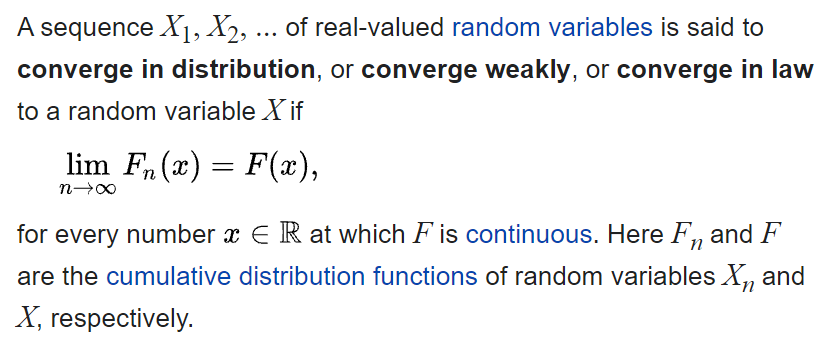 A sequence X₁, X₂, ... of real-valued random variables is said to
converge in distribution, or converge weakly, or converge in law
to a random variable X if
lim n→∞ Fₙ(x) = F(x),
for every number x ∈ ℝ at which F is continuous. Here Fₙ and F
are the cumulative distribution functions of random variables Xₙ and
X, respectively.